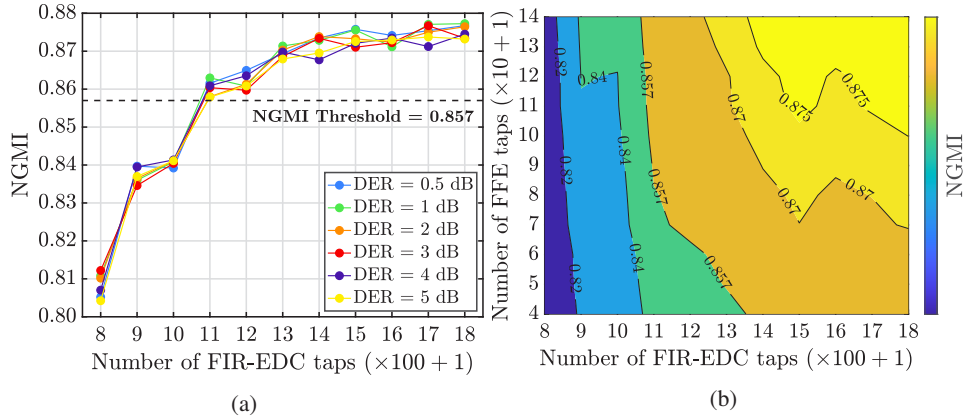 0.88
0.87
0.86
0.85
0.84
0.83
0.82
0.81
0.80
NGMI
NGMI Threshold = 0.857
DER = 0.5 dB
DER = 1 dB
DER = 2 dB
DER = 3 dB
DER = 4 dB
DER = 5 dB
8 9 10 11 12 13 14 15 16 17 18
Number of FIR-EDC taps (×100 + 1)
(a)
14
13
12
11
10
9
8
7
6
5
4
Number of FFE taps (×10 + 1)
0.82
0.84
0.857
0.87
0.875
0.875
0.82
0.84
0.857
0.87
0.87
0.82
0.84
0.857
8 9 10 11 12 13 14 15 16 17 18
Number of FIR-EDC taps (×100 + 1)
NGMI
(b)